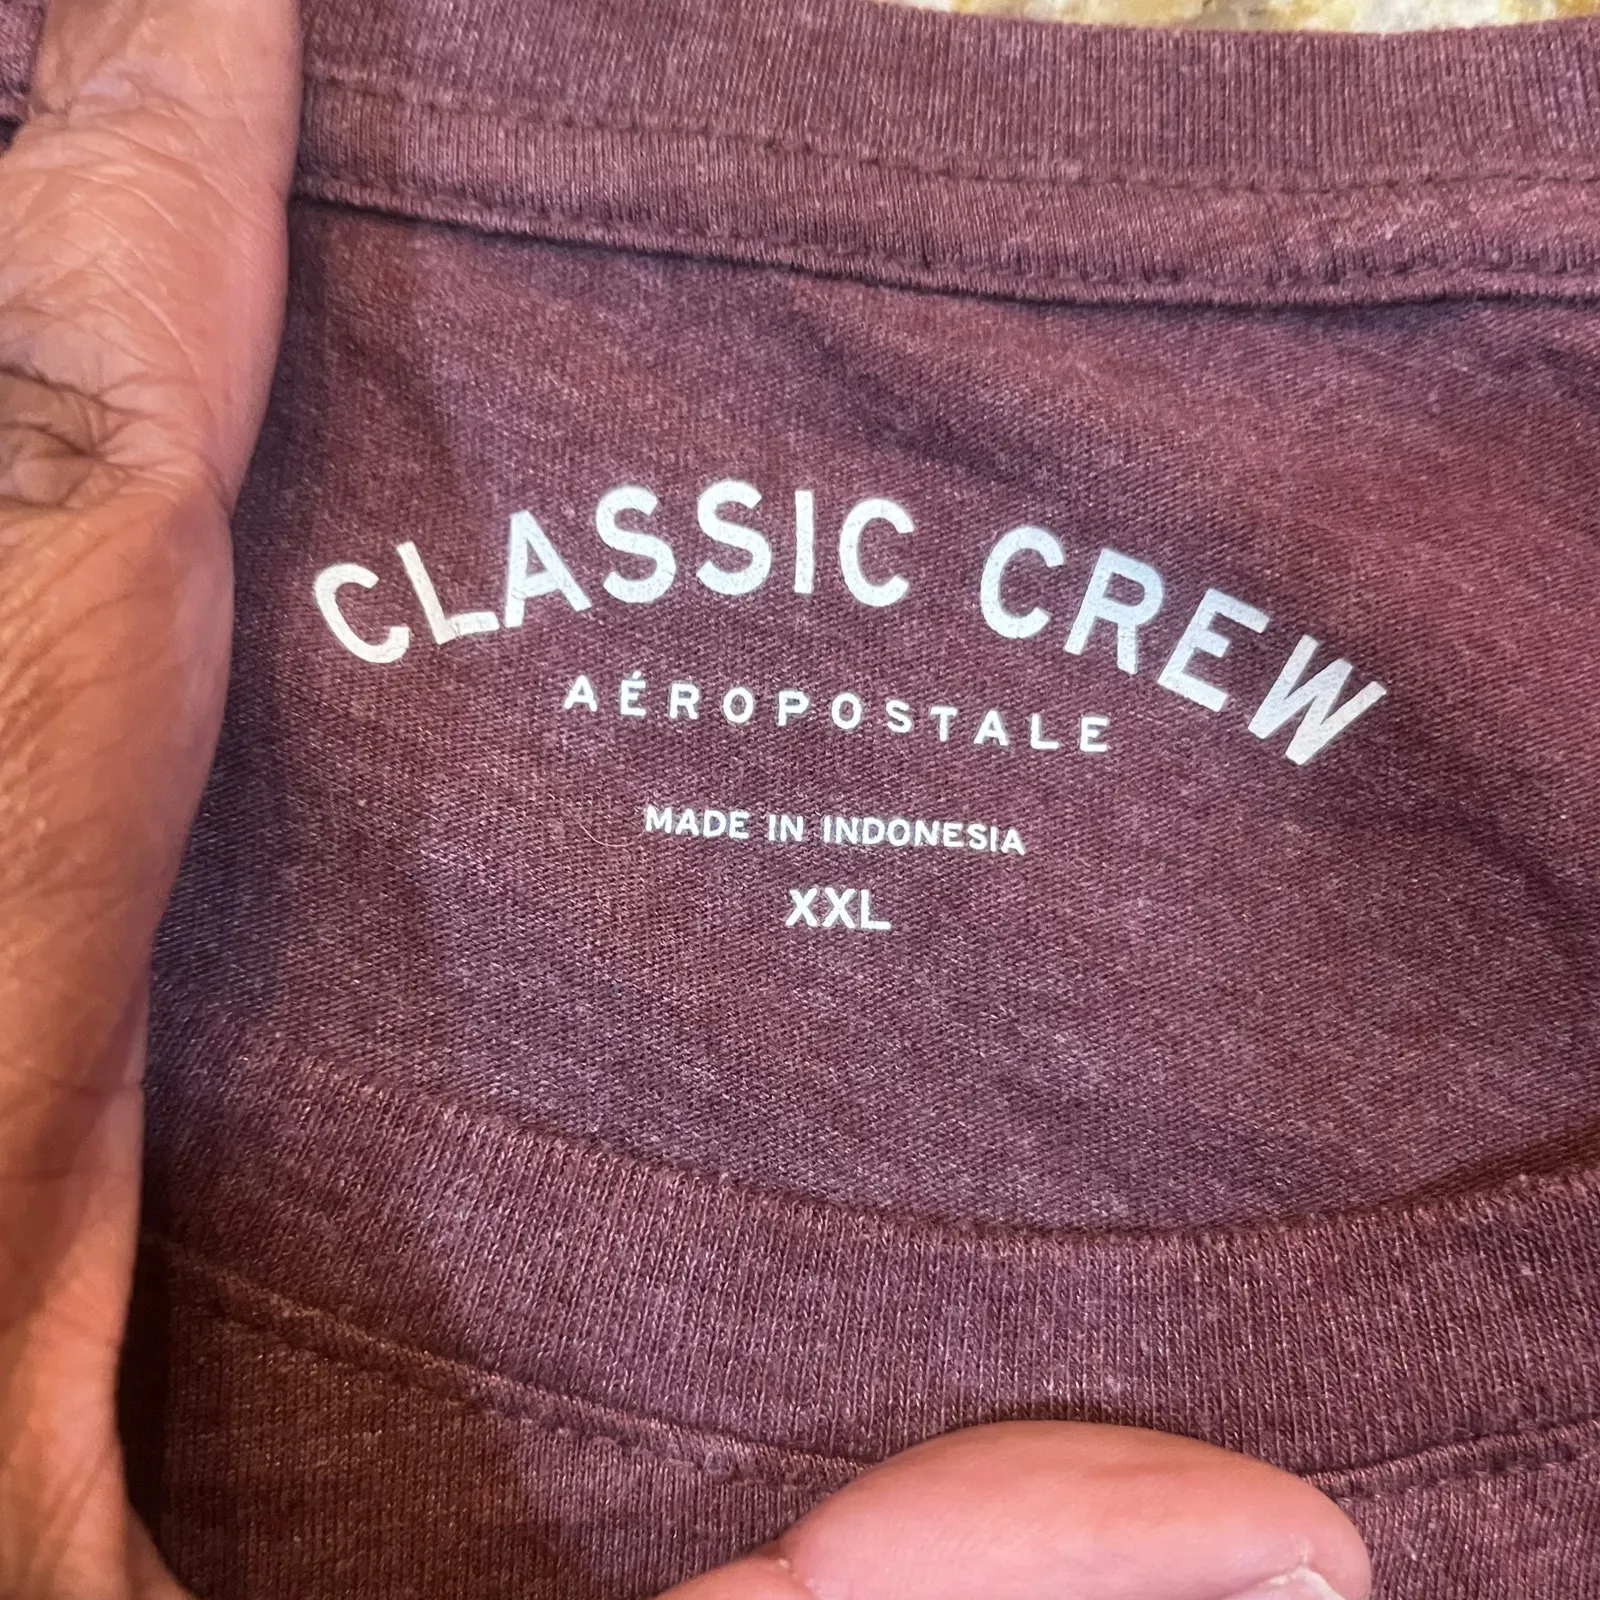 CLASSIC CREW
AÉROPOSTALE
MADE IN INDONESIA
XXL